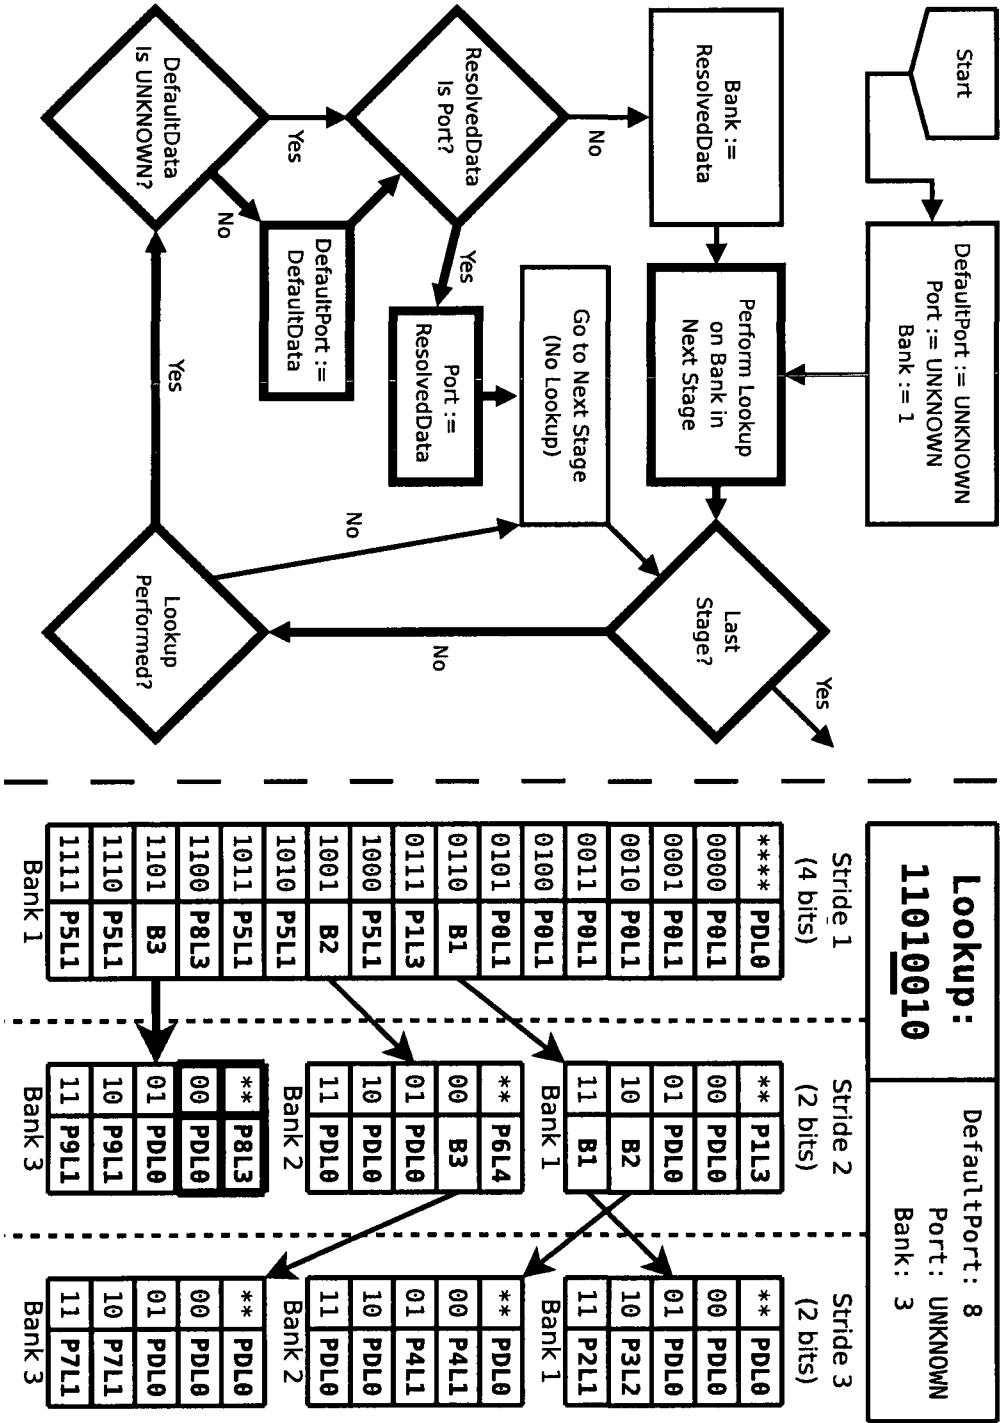 Start
DefaultPort := UNKNOWN
Port := UNKNOWN
Bank := 1
Bank :=
ResolvedData
Perform Lookup
on Bank in
Next Stage
Last
Stage?
Yes
No
Go to Next Stage
(No Lookup)
ResolvedData
Is Port?
No
Yes
Port :=
ResolvedData
DefaultPort :=
DefaultData
DefaultData
Is UNKNOWN?
Yes
No
Lookup
Performed?
Yes
No
Lookup:
11010010
DefaultPort: 8
Port: UNKNOWN
Bank: 3
Stride 1
(4 bits)
**** PDL0
0000 P0L1
0001 P0L1
0010 P0L1
0011 P0L1
0100 P0L1
0101 P0L1
0110 B1
0111 P1L3
1000 P5L1
1001 B2
1010 P5L1
1011 P5L1
1100 P8L3
1101 B3
1110 P5L1
1111 P5L1
Bank 1
Stride 2
(2 bits)
** P1L3
00 PDL0
01 PDL0
10 B2
11 B1
Bank 1
** P6L4
00 B3
01 PDL0
10 PDL0
11 PDL0
Bank 2
** P8L3
00 PDL0
01 PDL0
10 P9L1
11 P9L1
Bank 3
Stride 3
(2 bits)
** PDL0
00 PDL0
01 PDL0
10 P3L2
11 P2L1
Bank 1
** PDL0
00 P4L1
01 P4L1
10 PDL0
11 PDL0
Bank 2
** PDL0
00 PDL0
01 PDL0
10 P7L1
11 P7L1
Bank 3